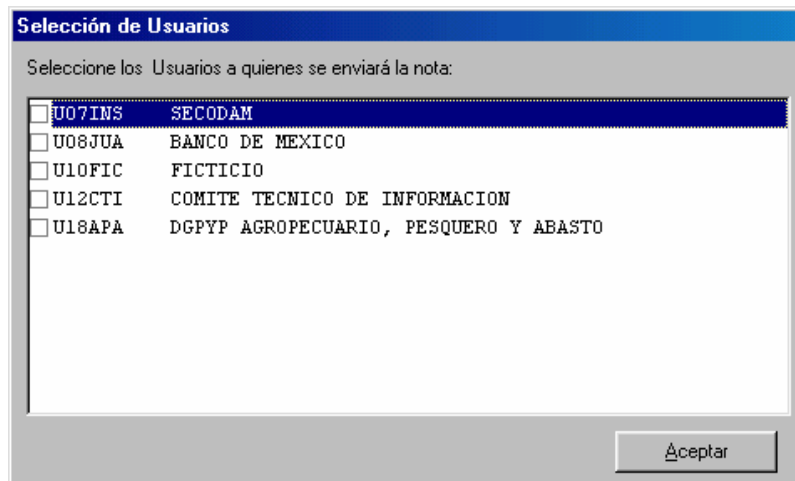 Selección de Usuarios
Seleccione los Usuarios a quienes se enviará la nota:
U07INS SECODAM
U08JUA BANCO DE MEXICO
U10FIC FICTICIO
U12CTI COMITE TECNICO DE INFORMACION
U18APA DGPYP AGROPECUARIO, PESQUERO Y ABASTO
Aceptar